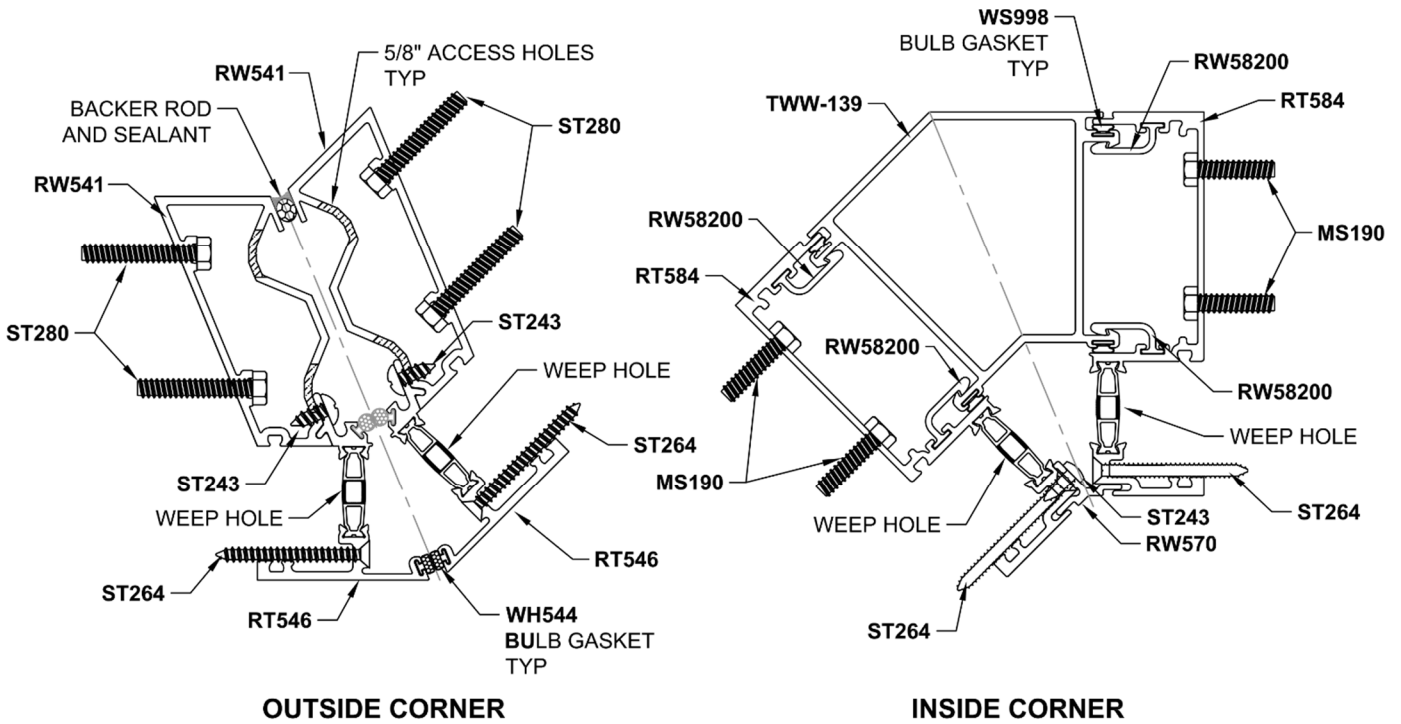 5/8" ACCESS HOLES
TYP
RW541
BACKER ROD
AND SEALANT
ST280
RW541
ST280
ST243
WEEP HOLE
ST264
ST243
WEEP HOLE
RT546
ST264
RT546
WH544
BULB GASKET
TYP
OUTSIDE CORNER
WS998
BULB GASKET
TYP
RW58200
RT584
TWW-139
RW58200
MS190
RT584
RW58200
RW58200
WEEP HOLE
MS190
WEEP HOLE
ST243
ST264
RW570
ST264
INSIDE CORNER